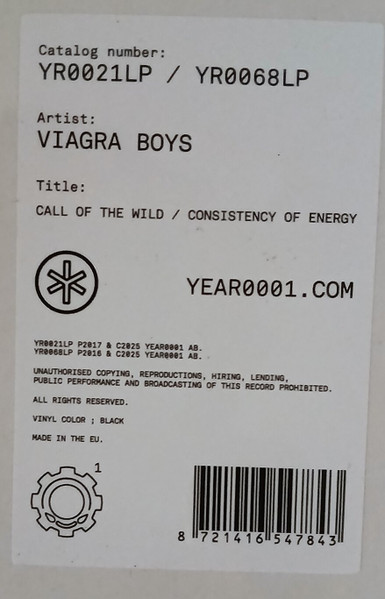 Catalog number:
YR0021LP / YR0068LP
Artist:
VIAGRA BOYS
Title:
CALL OF THE WILD / CONSISTENCY OF ENERGY
YEAR0001.COM
YR0021LP P2017 & C2025 YEAR0001 AB.
YR0068LP P2016 & C2025 YEAR0001 AB.
UNAUTHORISED COPYING, REPRODUCTIONS, HIRING, LENDING,
PUBLIC PERFORMANCE AND BROADCASTING OF THIS RECORD PROHIBITED.
ALL RIGHTS RESERVED.
VINYL COLOR ; BLACK
MADE IN THE EU.
1
8 721416 547843